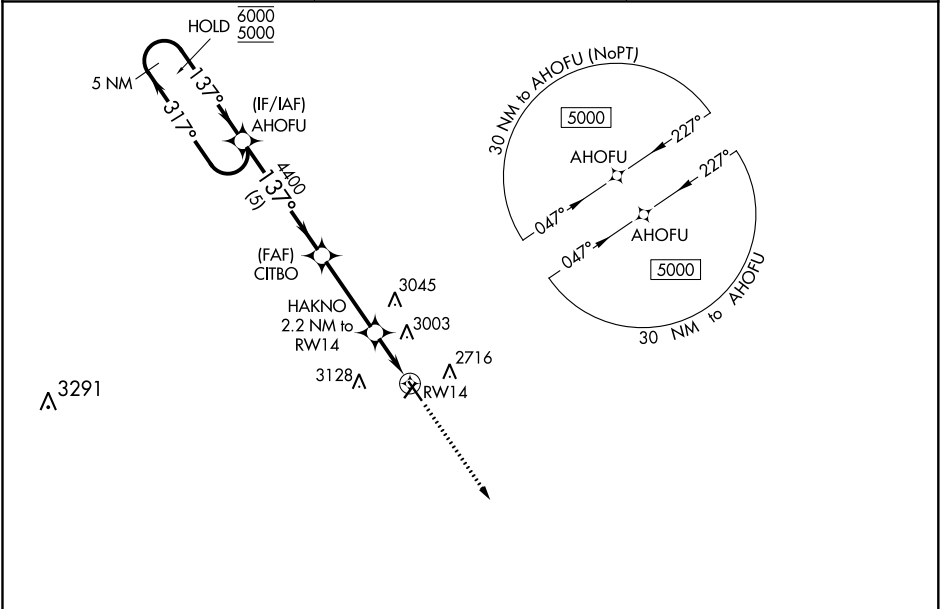 HOLD
6000
5000
5 NM
137°
317°
(IF/IAF)
AHOFU
4400
137°
(5)
(FAF)
CITBO
HAKNO
2.2 NM to
RW14
3045
3003
2716
3128
RW14
3291
30 NM to AHOFU (NoPT)
5000
AHOFU
227°
047°
227°
AHOFU
047°
5000
30 NM to AHOFU